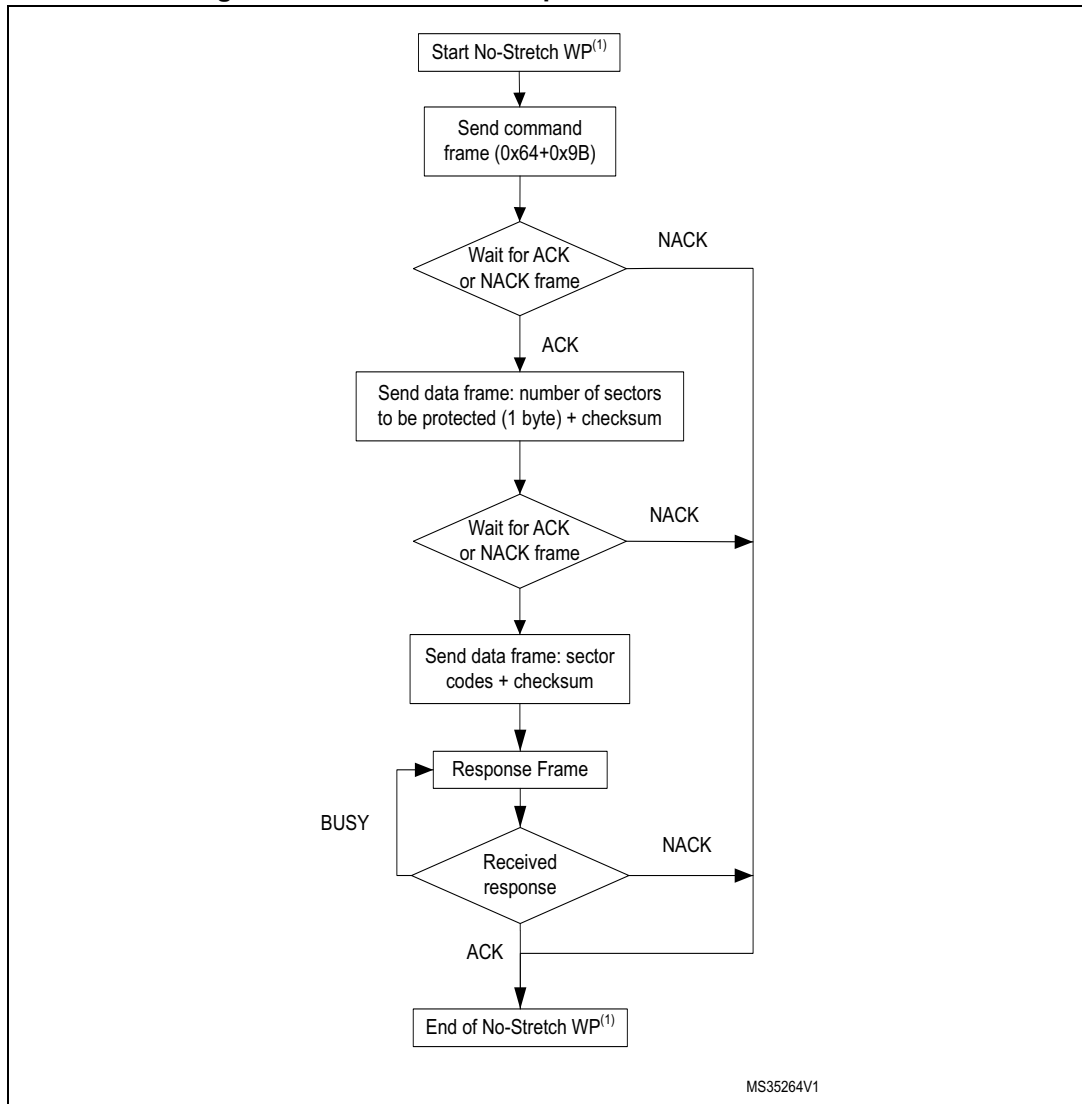 Start No-Stretch WP(1)
Send command
frame (0x64+0x9B)
Wait for ACK
or NACK frame
NACK
ACK
Send data frame: number of sectors
to be protected (1 byte) + checksum
Wait for ACK
or NACK frame
NACK
Send data frame: sector
codes + checksum
Response Frame
BUSY
Received
response
NACK
ACK
End of No-Stretch WP(1)
MS35264V1